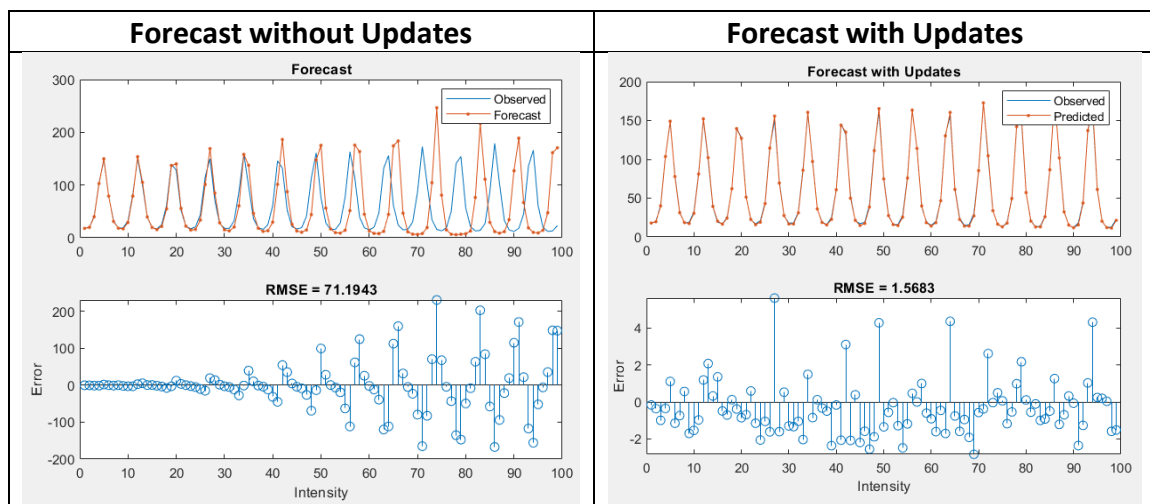 Forecast without Updates
Forecast
300
200
100
0
0 10 20 30 40 50 60 70 80 90 100
Observed
Forecast
RMSE = 71.1943
Error
200
100
0
-100
-200
0 10 20 30 40 50 60 70 80 90 100
Intensity
Forecast with Updates
Forecast with Updates
200
150
100
50
0
0 10 20 30 40 50 60 70 80 90 100
Observed
Predicted
RMSE = 1.5683
Error
4
2
0
-2
0 10 20 30 40 50 60 70 80 90 100
Intensity